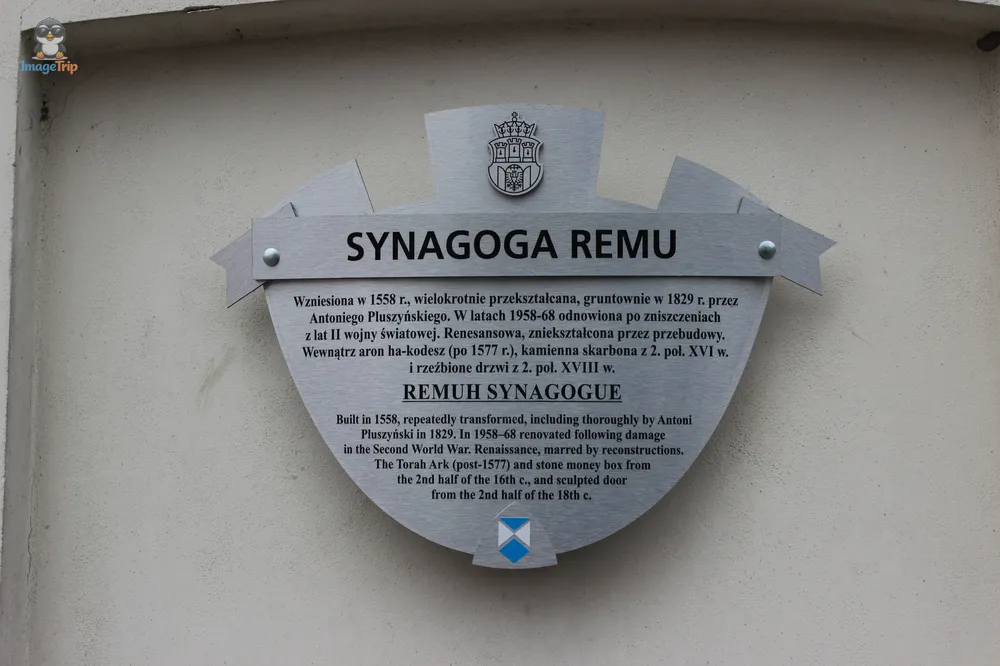 ImageTrip
SYNAGOGA REMU
Wzniesiona w 1558 r., wielokrotnie przekształcana, gruntownie w 1829 r. przez
Antoniego Pluszyńskiego. W latach 1958-68 odnowiona po zniszczeniach
z lat II wojny światowej. Renesansowa, zniekształcona przez przebudowy.
Wewnątrz aron ha-kodesz (po 1577 r.), kamienna skarbona z 2. poł. XVI w.
i rzeźbione drzwi z 2. poł. XVIII w.
REMUH SYNAGOGUE
Built in 1558, repeatedly transformed, including thoroughly by Antoni
Pluszyński in 1829. In 1958–68 renovated following damage
in the Second World War. Renaissance, marred by reconstructions.
The Torah Ark (post-1577) and stone money box from
the 2nd half of the 16th c., and sculpted door
from the 2nd half of the 18th c.